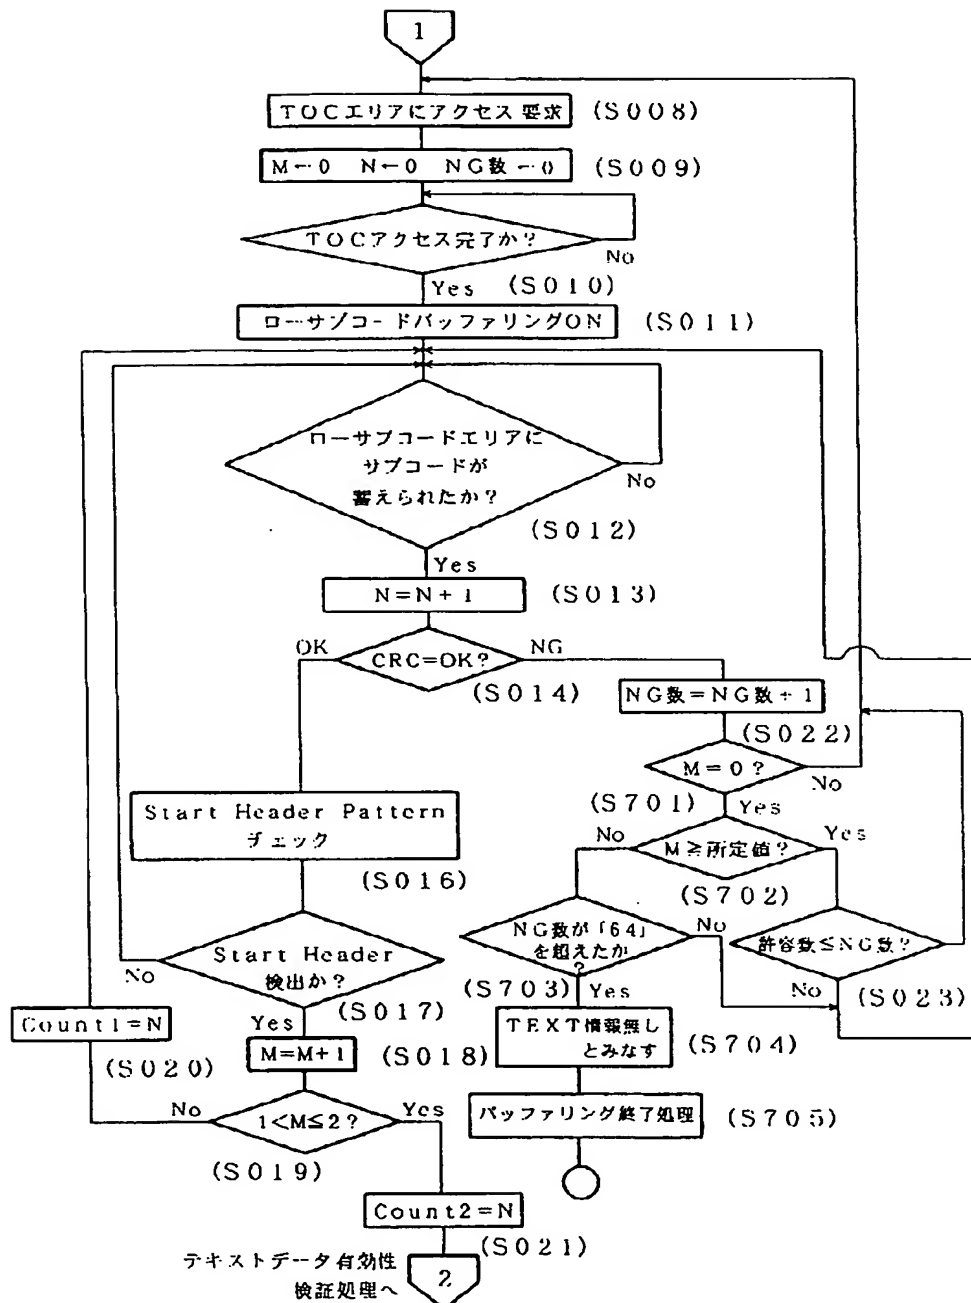 1
TOCエリアにアクセス要求 (S008)
M←0 N←0 NG数←0 (S009)
TOCアクセス完了か?
No
Yes (S010)
ローサブコードバッファリングON (S011)
ローサブコードエリアに
サブコードが
蓄えられたか?
No
(S012)
Yes
N=N+1 (S013)
OK CRC=OK? NG
(S014)
NG数=NG数+1
(S022)
M=0? No
(S701) Yes
Start Header Pattern
チェック
(S016)
No M≧所定値? Yes
(S702)
NG数が「64」
を超えたか
?
No
許容数≦NG数?
(S703) Yes
No (S023)
Start Header
検出か?
No
(S017)
Yes
Count1=N
(S020)
M=M+1 (S018)
TEXT情報無し
とみなす
(S704)
No 1<M≦2? Yes
(S019)
バッファリング終了処理 (S705)
Count2=N
(S021)
テキストデータ有効性
検証処理へ
2